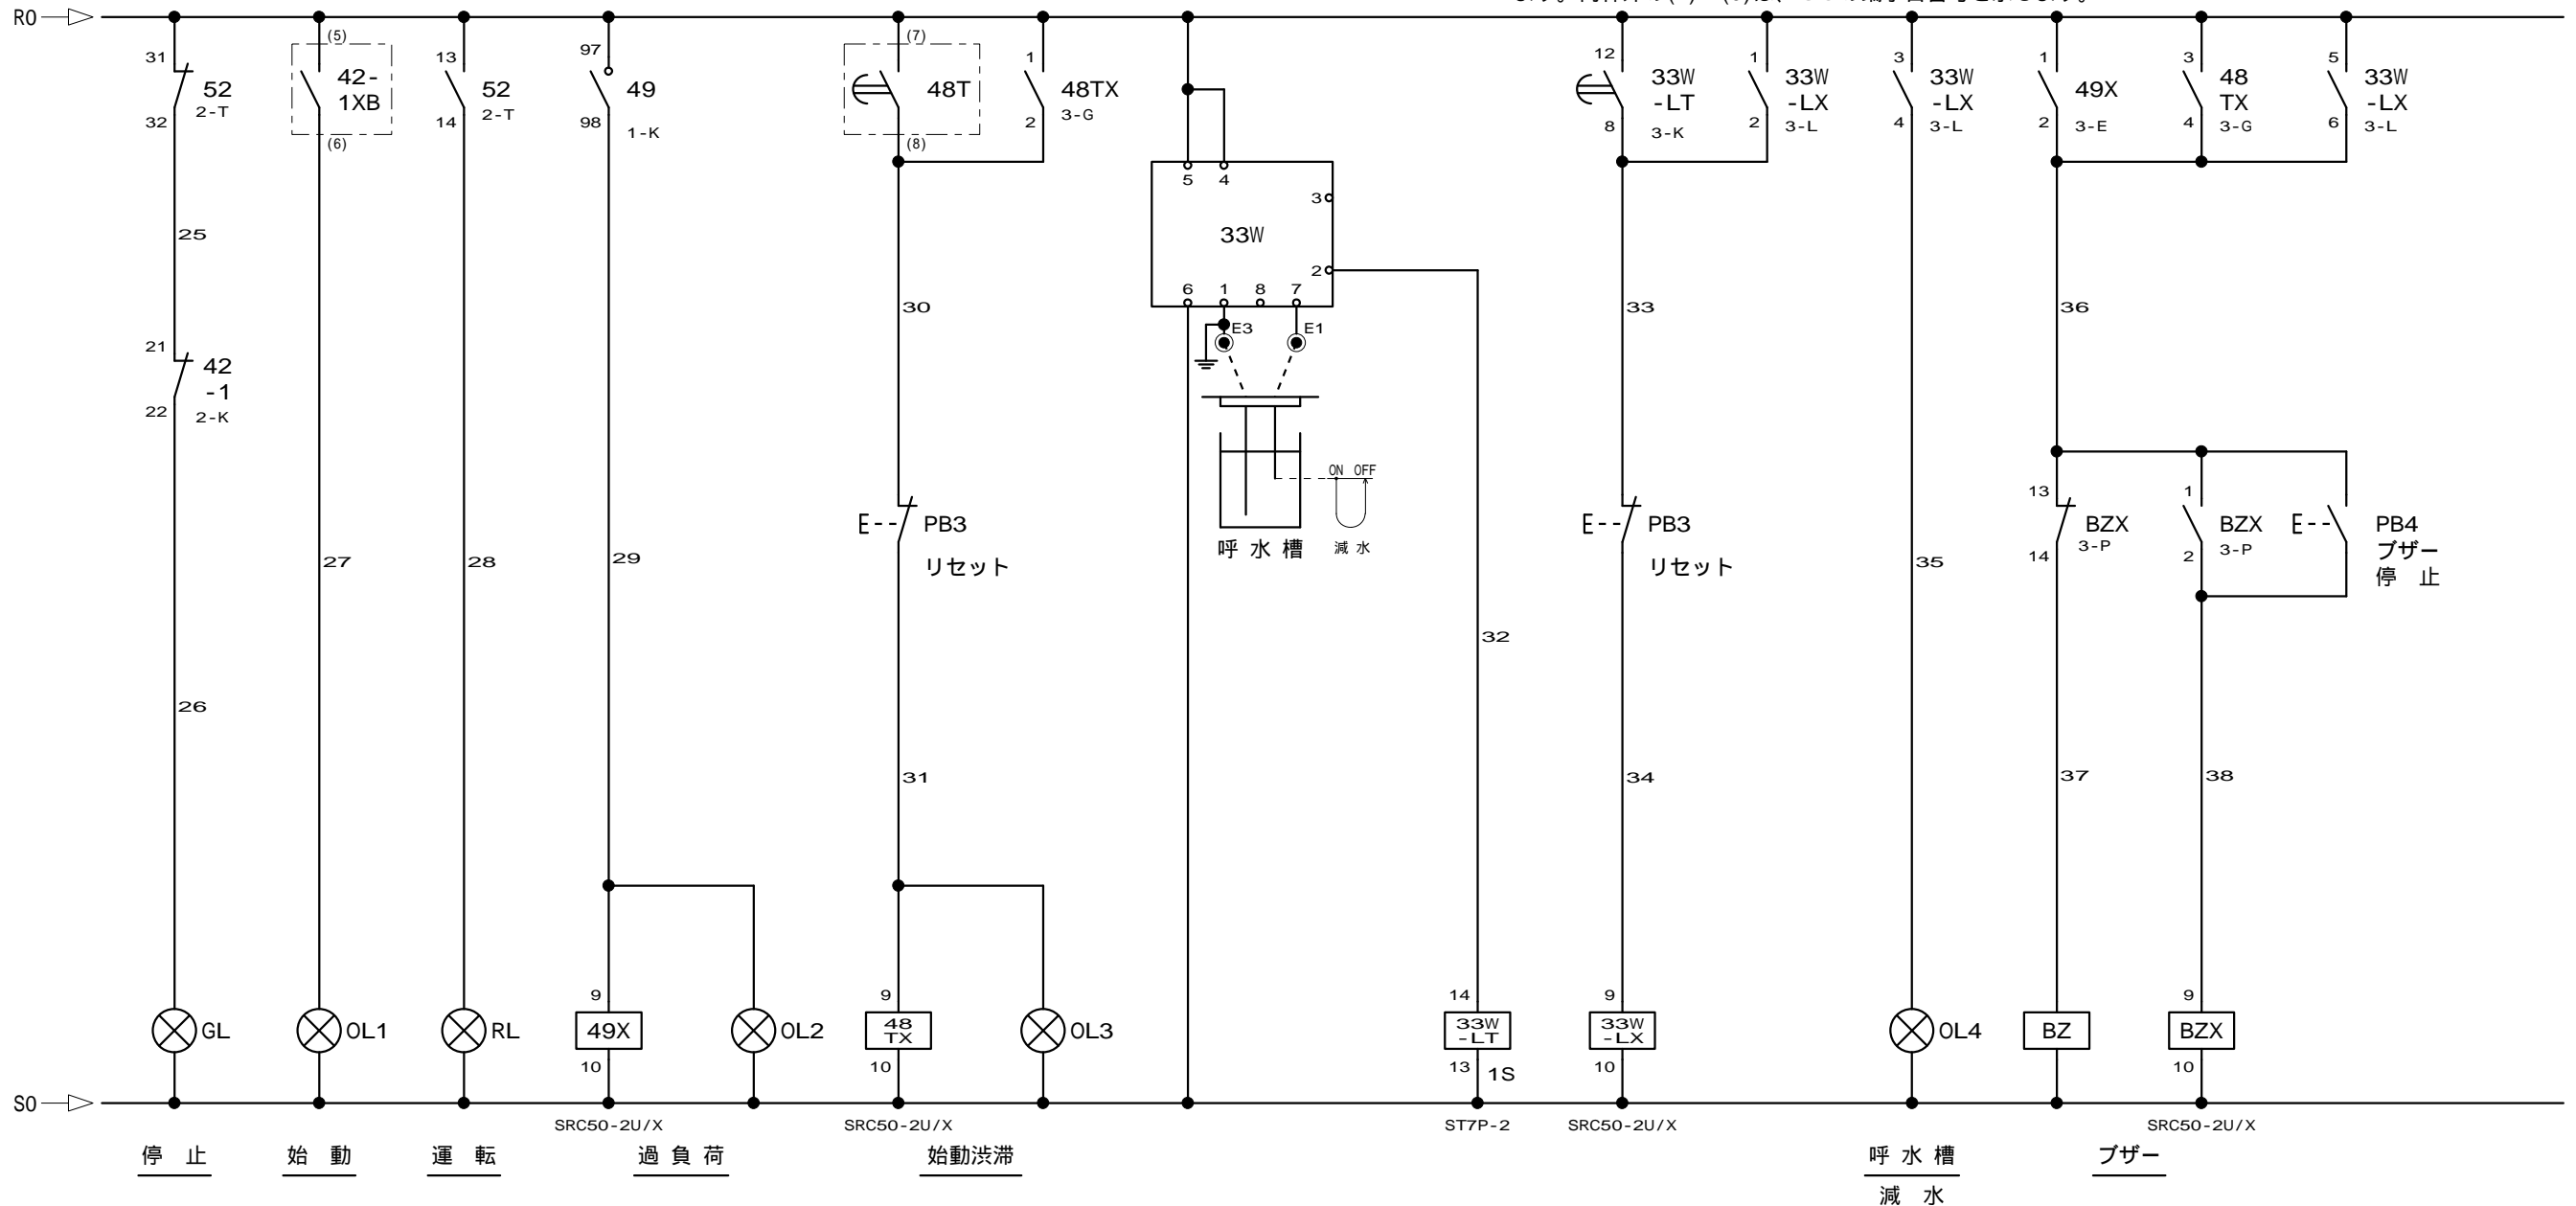 R0
31
52
2-T
32
25
21
42
-1
2-K
22
26
GL
(5)
42-
1XB
(6)
27
OL1
13
52
2-T
14
28
RL
97
49
98
1-K
29
9
49X
10
OL2
(7)
48T
(8)
1
48TX
3-G
2
30
E--
PB3
リセット
31
9
48
TX
10
OL3
5 4
3
33W
2
6 1 8 7
E3 E1
ON OFF
呼 水 槽
減 水
32
14
33W
-LT
13
1S
12
33W
-LT
8
3-K
1
33W
-LX
2
3-L
33
E--
PB3
リセット
34
9
33W
-LX
10
3
33W
-LX
4
3-L
35
OL4
1
49X
2
3-E
3
48
TX
4
3-G
5
33W
-LX
6
3-L
36
13
BZX
3-P
14
1
BZX
3-P
2
E--
PB4
ブザー
停 止
37
38
BZ
9
BZX
10
S0
SRC50-2U/X
SRC50-2U/X
ST7P-2
SRC50-2U/X
SRC50-2U/X
停 止
始 動
運 転
過 負 荷
始動渋滞
呼 水 槽
減 水
ブザー